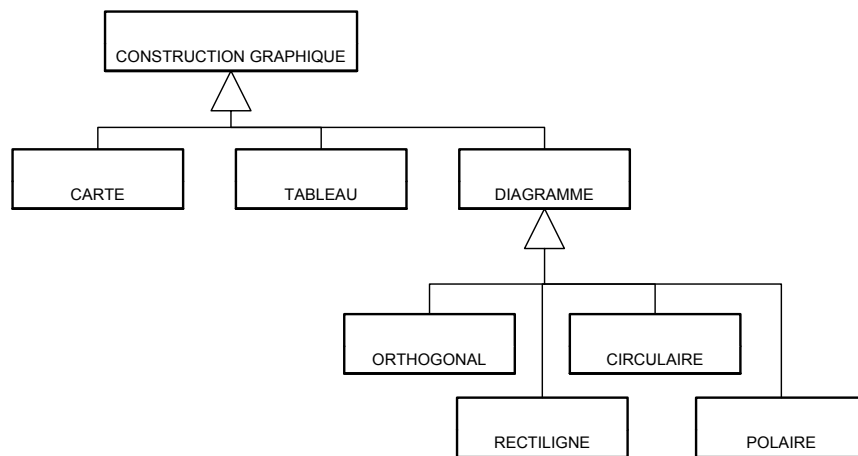 CONSTRUCTION GRAPHIQUE
CARTE
TABLEAU
DIAGRAMME
ORTHOGONAL
CIRCULAIRE
RECTILIGNE
POLAIRE